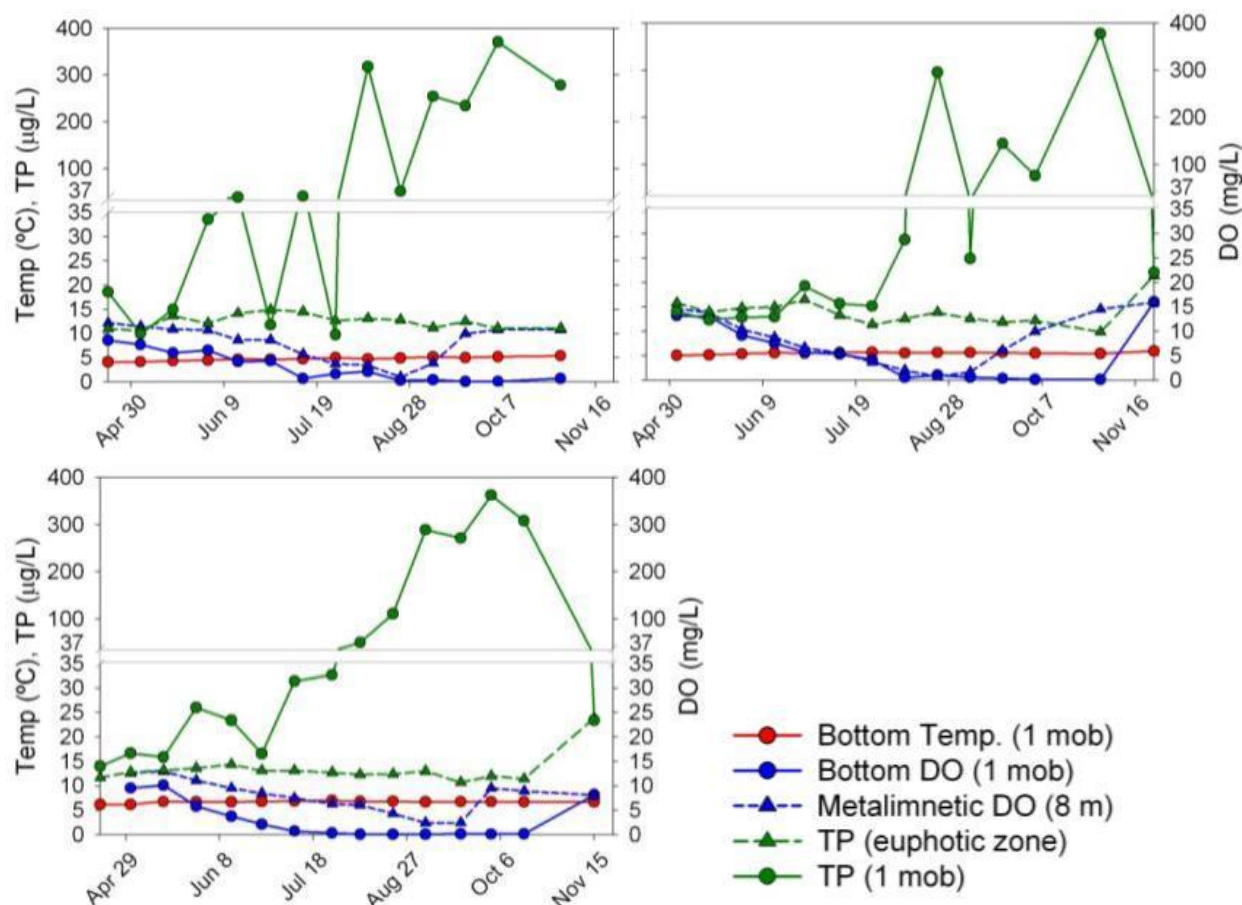 400
300
200
100
37
35
30
25
20
15
10
5
0
Temp (ºC), TP (µg/L)
Apr 30
Jun 9
Jul 19
Aug 28
Oct 7
Nov 16
400
300
200
100
37
35
30
25
20
15
10
5
0
DO (mg/L)
Apr 30
Jun 9
Jul 19
Aug 28
Oct 7
Nov 16
400
300
200
100
37
35
30
25
20
15
10
5
0
Temp (ºC), TP (µg/L)
400
300
200
100
37
35
30
25
20
15
10
5
0
DO (mg/L)
Apr 29
Jun 8
Jul 18
Aug 27
Oct 6
Nov 15
Bottom Temp. (1 mob)
Bottom DO (1 mob)
Metalimnetic DO (8 m)
TP (euphotic zone)
TP (1 mob)